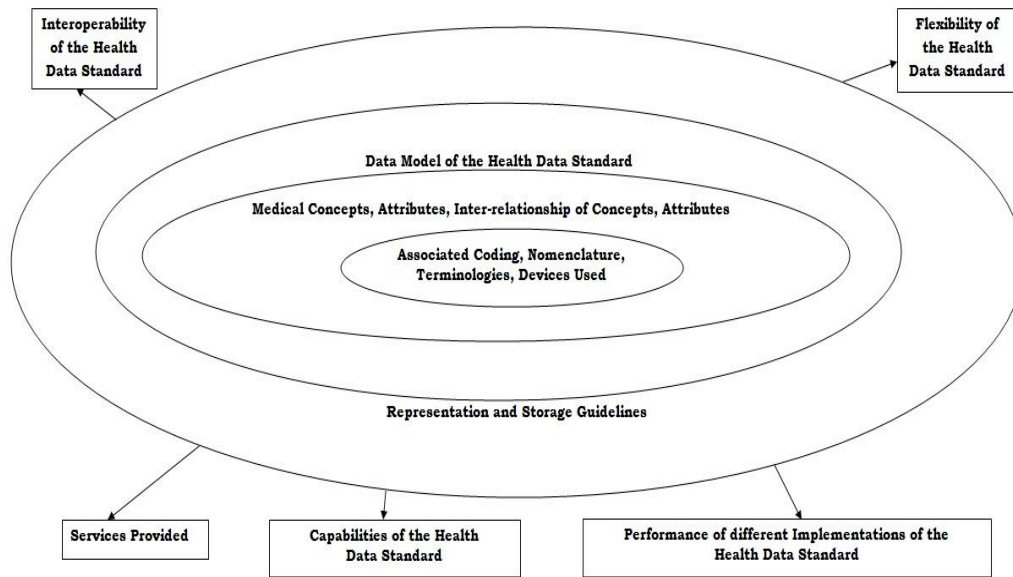 Interoperability
of the Health
Data Standard
Flexibility of
the Health
Data Standard
Data Model of the Health Data Standard
Medical Concepts, Attributes, Inter-relationship of Concepts, Attributes
Associated Coding, Nomenclature,
Terminologies, Devices Used
Representation and Storage Guidelines
Services Provided
Capabilities of the Health
Data Standard
Performance of different Implementations of the
Health Data Standard